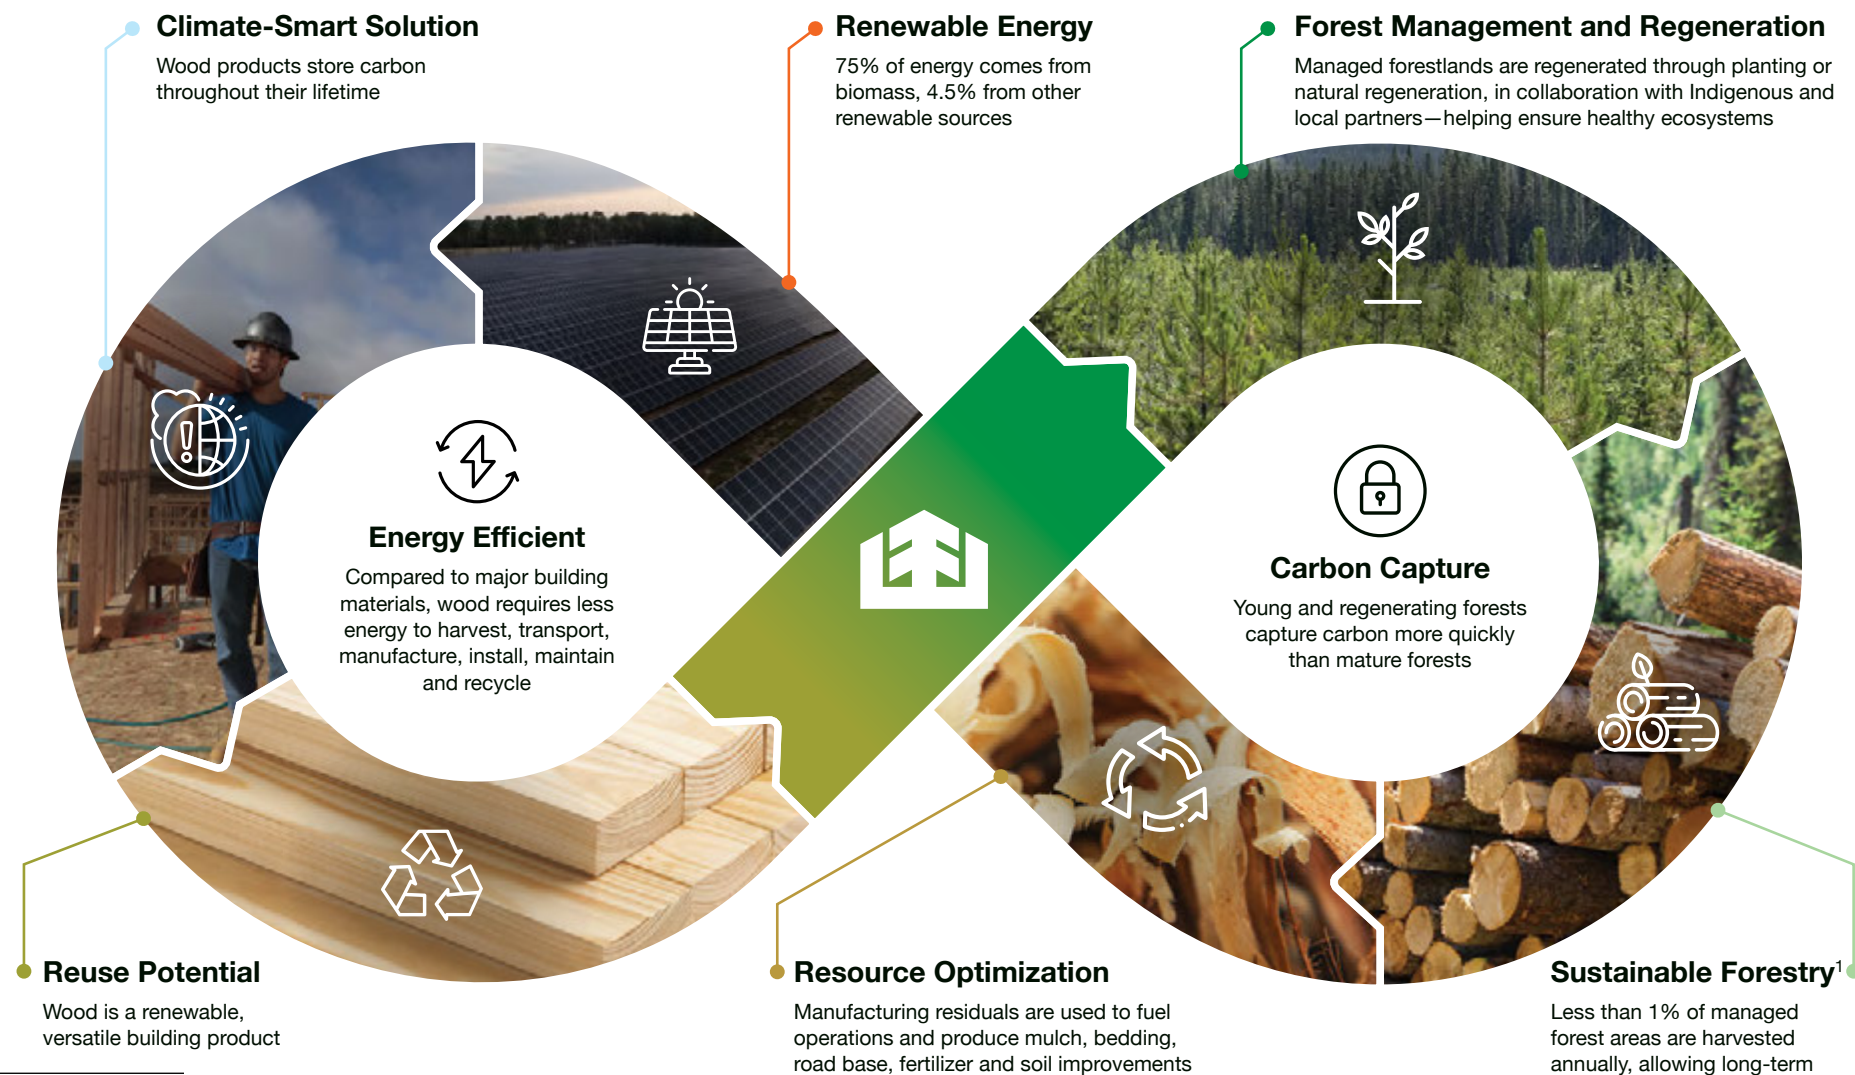 Climate-Smart Solution
Wood products store carbon
throughout their lifetime
Renewable Energy
75% of energy comes from
biomass, 4.5% from other
renewable sources
Forest Management and Regeneration
Managed forestlands are regenerated through planting or
natural regeneration, in collaboration with Indigenous and
local partners—helping ensure healthy ecosystems
Energy Efficient
Compared to major building
materials, wood requires less
energy to harvest, transport,
manufacture, install, maintain
and recycle
Carbon Capture
Young and regenerating forests
capture carbon more quickly
than mature forests
Reuse Potential
Wood is a renewable,
versatile building product
Resource Optimization
Manufacturing residuals are used to fuel
operations and produce mulch, bedding,
road base, fertilizer and soil improvements
Sustainable Forestry¹
Less than 1% of managed
forest areas are harvested
annually, allowing long-term